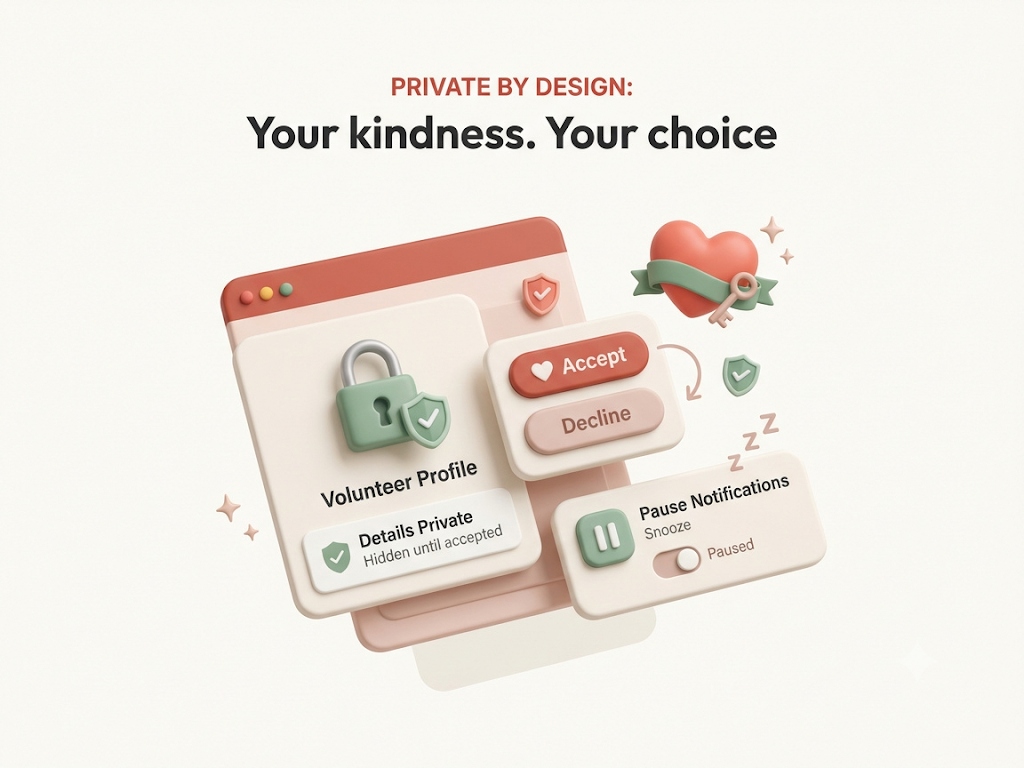 PRIVATE BY DESIGN:
Your kindness. Your choice
Accept
Decline
Volunteer Profile
Details Private
Hidden until accepted
z z z
Pause Notifications
Snooze
Paused